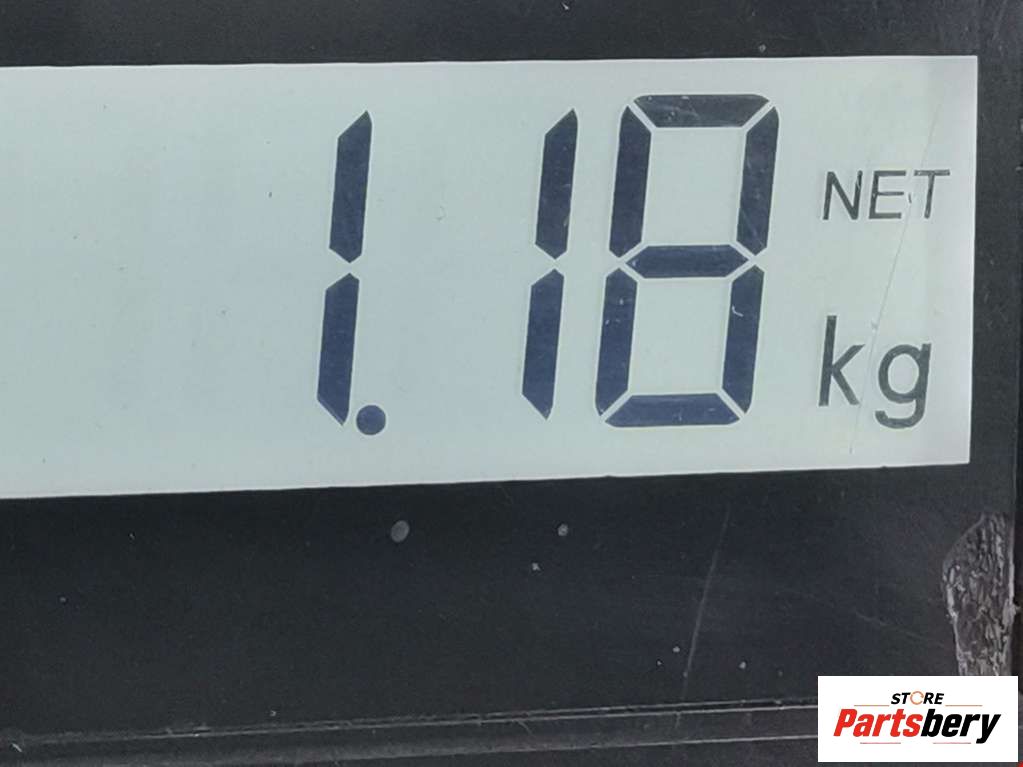 1.18
NET
kg
STORE
Partsbery